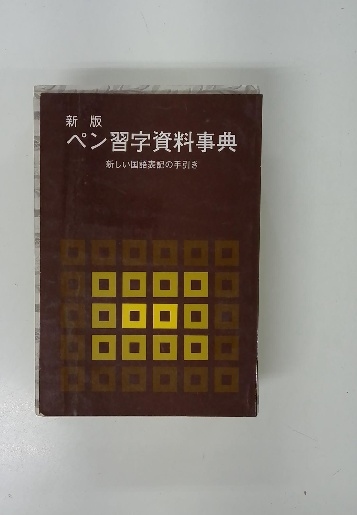 新版
ペン習字資料事典
新しい国語表記の手引き